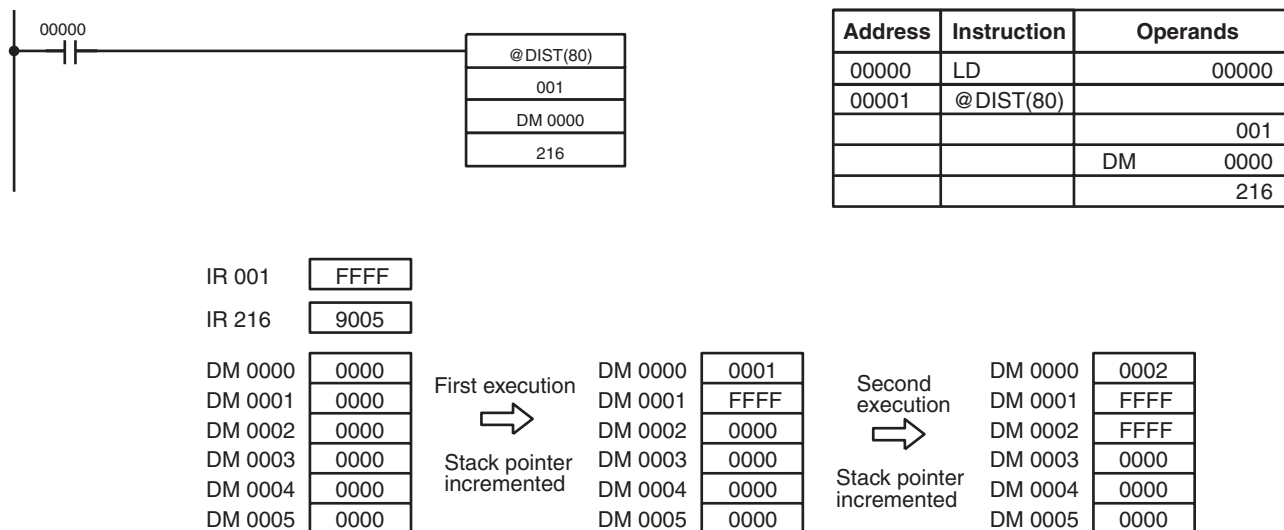 00000
@DIST(80)
001
DM 0000
216
Address Instruction Operands
00000 LD 00000
00001 @DIST(80)
001
DM 0000
216
IR 001 FFFF
IR 216 9005
DM 0000 0000
DM 0001 0000
DM 0002 0000
DM 0003 0000
DM 0004 0000
DM 0005 0000
First execution
Stack pointer
incremented
DM 0000 0001
DM 0001 FFFF
DM 0002 0000
DM 0003 0000
DM 0004 0000
DM 0005 0000
Second
execution
Stack pointer
incremented
DM 0000 0002
DM 0001 FFFF
DM 0002 FFFF
DM 0003 0000
DM 0004 0000
DM 0005 0000